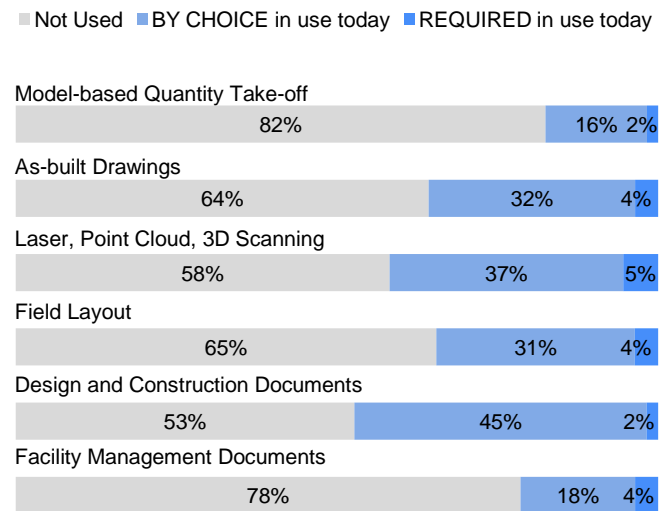 Not Used BY CHOICE in use today REQUIRED in use today
Model-based Quantity Take-off
82% 16% 2%
As-built Drawings
64% 32% 4%
Laser, Point Cloud, 3D Scanning
58% 37% 5%
Field Layout
65% 31% 4%
Design and Construction Documents
53% 45% 2%
Facility Management Documents
78% 18% 4%